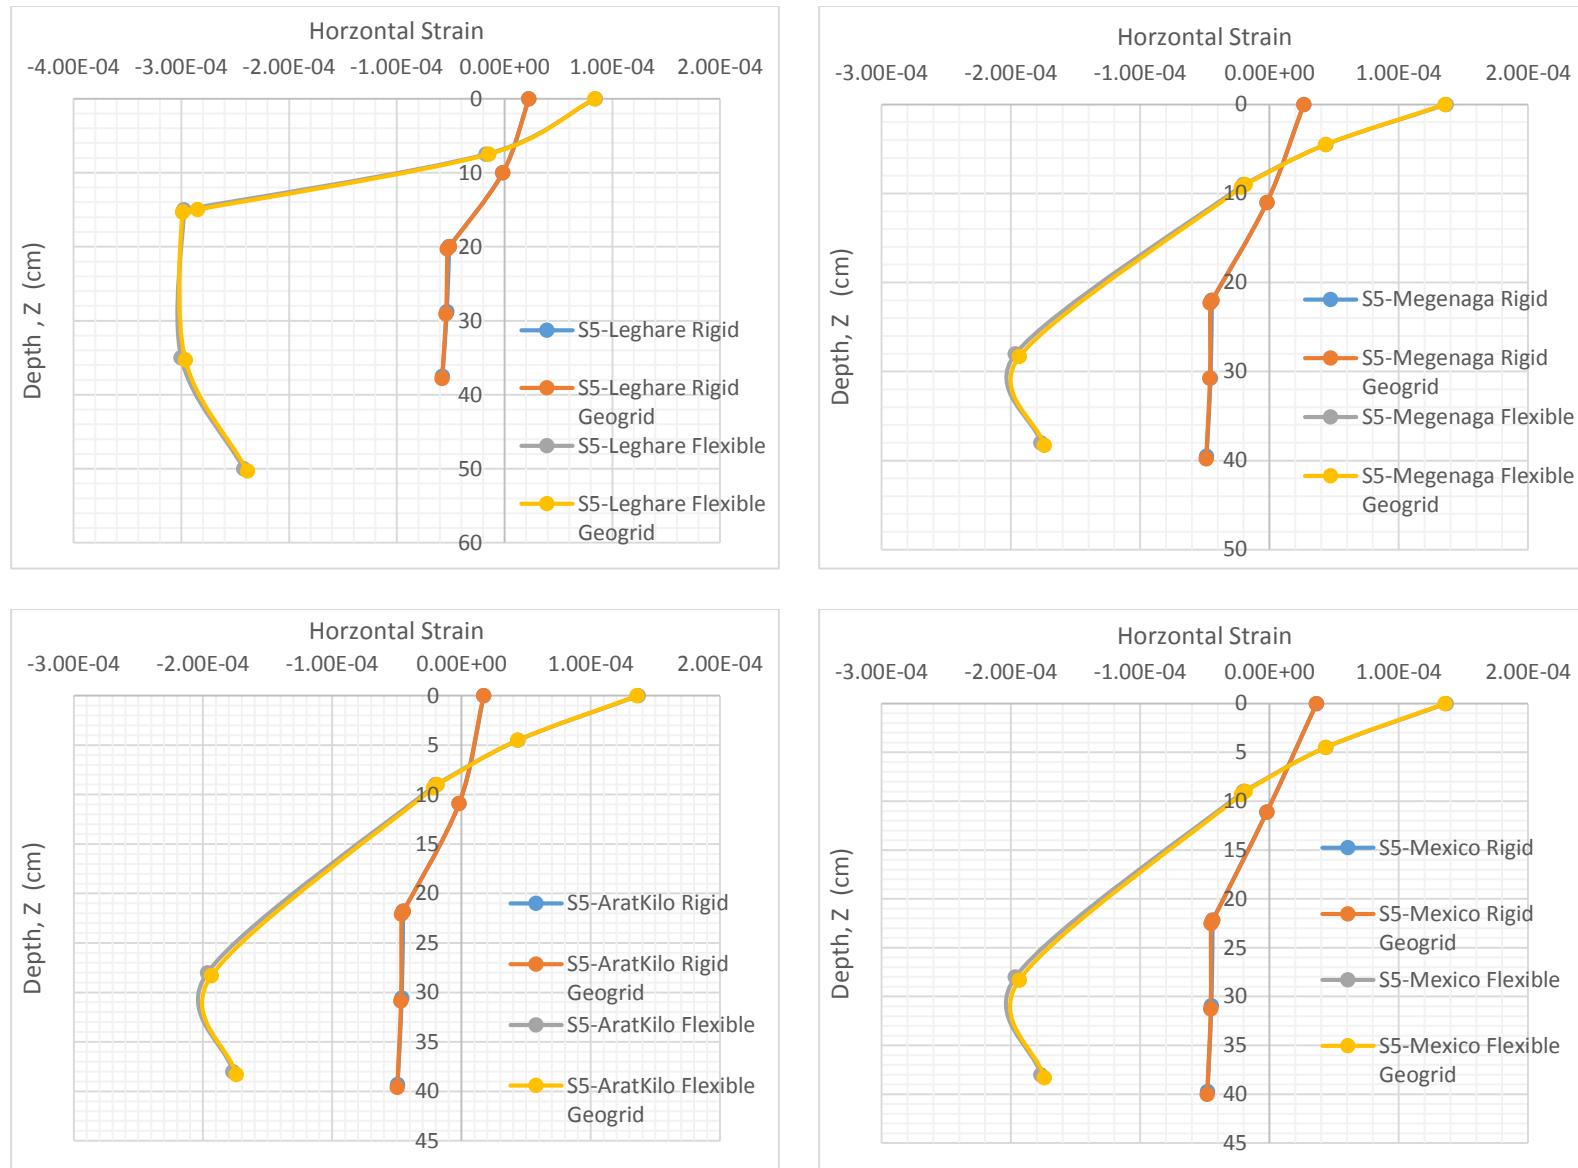 Horzontal Strain
-4.00E-04 -3.00E-04 -2.00E-04 -1.00E-04 0.00E+00 1.00E-04 2.00E-04
0
10
20
30
40
50
60
Depth , Z (cm)
S5-Leghare Rigid
S5-Leghare Rigid
Geogrid
S5-Leghare Flexible
S5-Leghare Flexible
Geogrid
Horzontal Strain
-3.00E-04 -2.00E-04 -1.00E-04 0.00E+00 1.00E-04 2.00E-04
0
10
20
30
40
50
Depth, Z (cm)
S5-Megenaga Rigid
S5-Megenaga Rigid
Geogrid
S5-Megenaga Flexible
S5-Megenaga Flexible
Geogrid
Horzontal Strain
-3.00E-04 -2.00E-04 -1.00E-04 0.00E+00 1.00E-04 2.00E-04
0
5
10
15
20
25
30
35
40
45
Depth, Z (cm)
S5-AratKilo Rigid
S5-AratKilo Rigid
Geogrid
S5-AratKilo Flexible
S5-AratKilo Flexible
Geogrid
Horzontal Strain
-3.00E-04 -2.00E-04 -1.00E-04 0.00E+00 1.00E-04 2.00E-04
0
5
10
15
20
25
30
35
40
45
Depth, Z (cm)
S5-Mexico Rigid
S5-Mexico Rigid
Geogrid
S5-Mexico Flexible
S5-Mexico Flexible
Geogrid